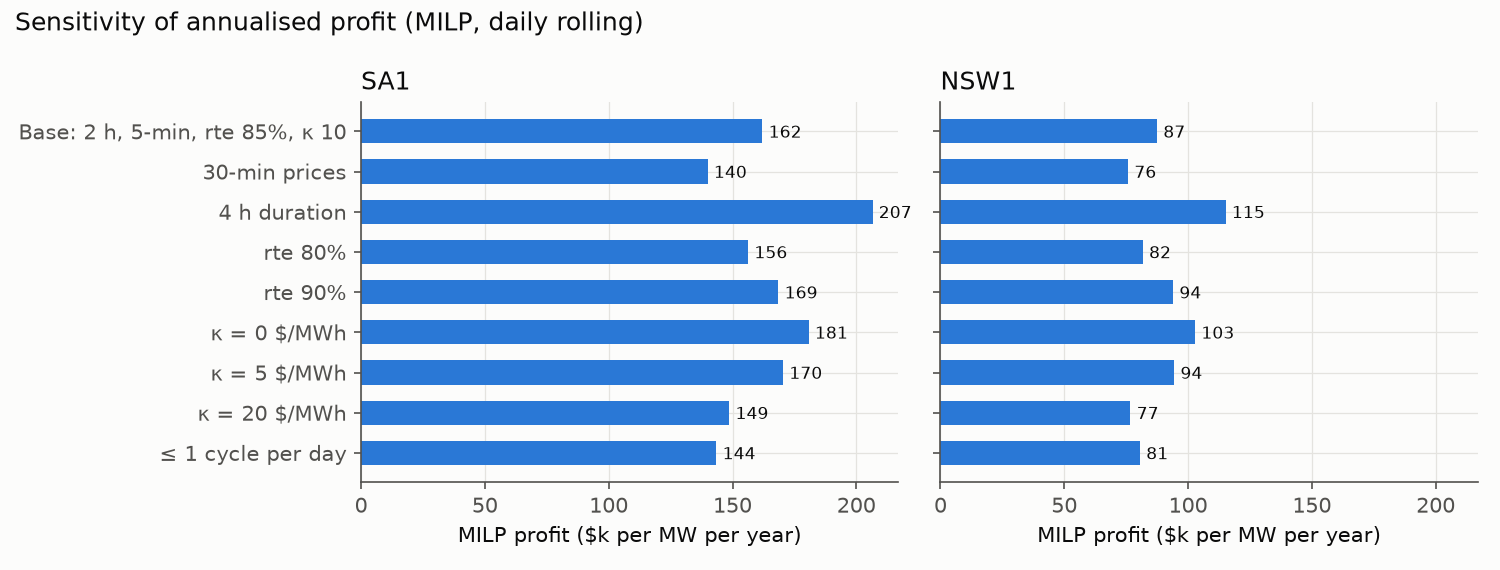 Sensitivity of annualised profit (MILP, daily rolling)
SA1
NSW1
Base: 2 h, 5-min, rte 85%, κ 10
162
87
30-min prices
140
76
4 h duration
207
115
rte 80%
156
82
rte 90%
169
94
κ = 0 $/MWh
181
103
κ = 5 $/MWh
170
94
κ = 20 $/MWh
149
77
≤ 1 cycle per day
144
81
0 50 100 150 200
0 50 100 150 200
MILP profit ($k per MW per year)
MILP profit ($k per MW per year)